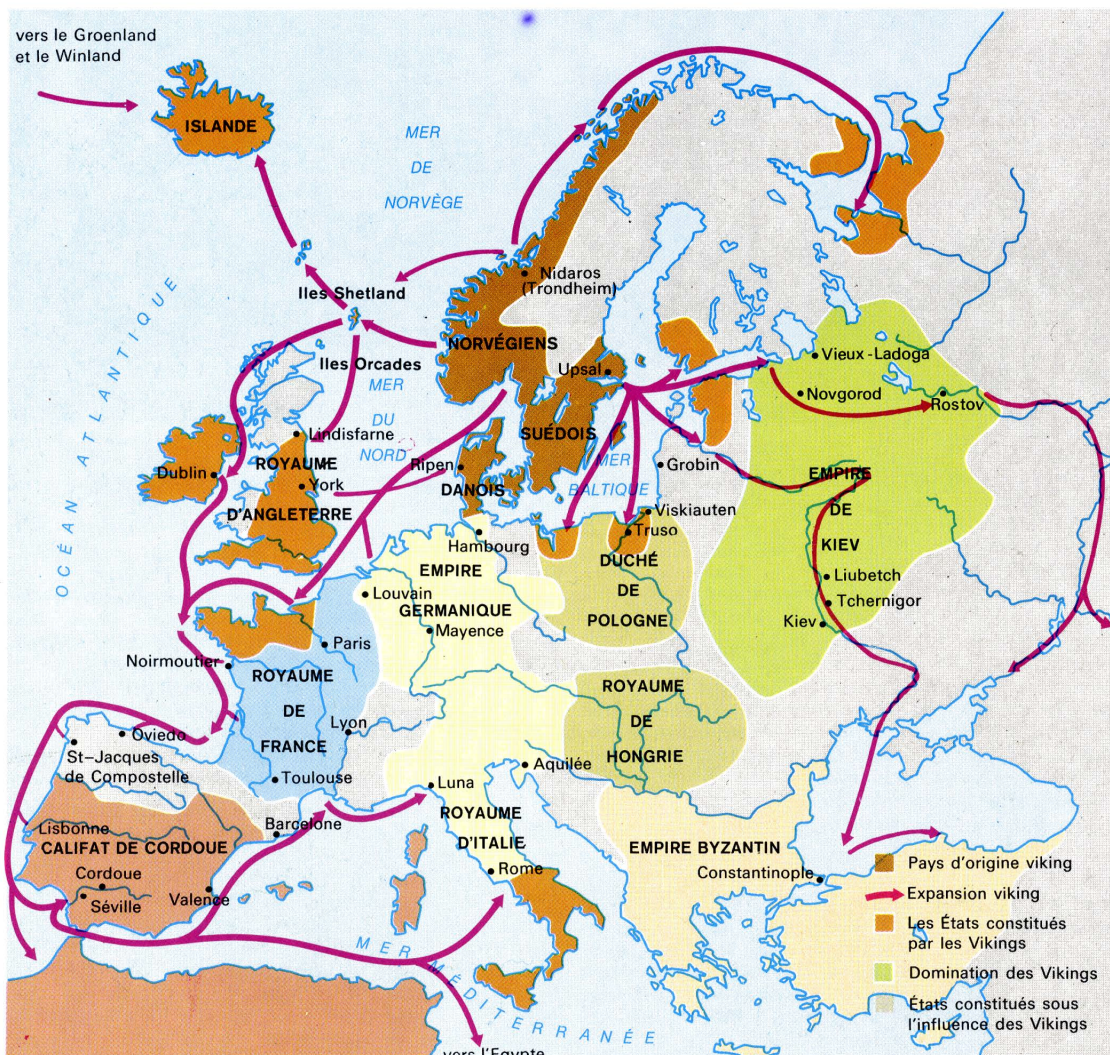 vers le Groenland
et le Winland
ISLANDE
MER
DE
NORVÈGE
OCÉAN ATLANTIQUE
Iles Shetland
Nidaros
(Trondheim)
Iles Orcades
NORVÉGIENS
Upsal
MER
DU
NORD
Vieux-Ladoga
Novgorod
Rostov
Lindisfarne
SUÉDOIS
Dublin
ROYAUME
D'ANGLETERRE
York
Ripen
DANOIS
MER
BALTIQUE
Grobin
EMPIRE
DE
KIEV
Viskiauten
Truso
Hambourg
DUCHÉ
DE
POLOGNE
EMPIRE
GERMANIQUE
Louvain
Mayence
Liubetch
Tchernigor
Kiev
Paris
Noirmoutier
ROYAUME
DE
FRANCE
Lyon
ROYAUME
DE
HONGRIE
Oviedo
St-Jacques
de Compostelle
Toulouse
Luna
Aquilée
Lisbonne
Barcelone
CALIFAT DE CORDOUE
Cordoue
Séville
Valence
ROYAUME
D'ITALIE
Rome
EMPIRE BYZANTIN
Constantinople
MER MÉDITERRANÉE
vers l'Egypte
Pays d'origine viking
Expansion viking
Les États constitués
par les Vikings
Domination des Vikings
États constitués sous
l'influence des Vikings